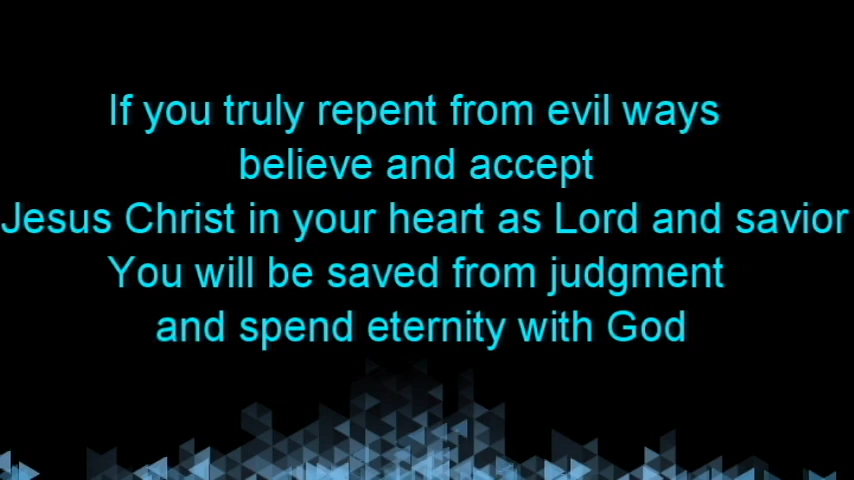 If you truly repent from evil ways
believe and accept
Jesus Christ in your heart as Lord and savior
You will be saved from judgment
and spend eternity with God